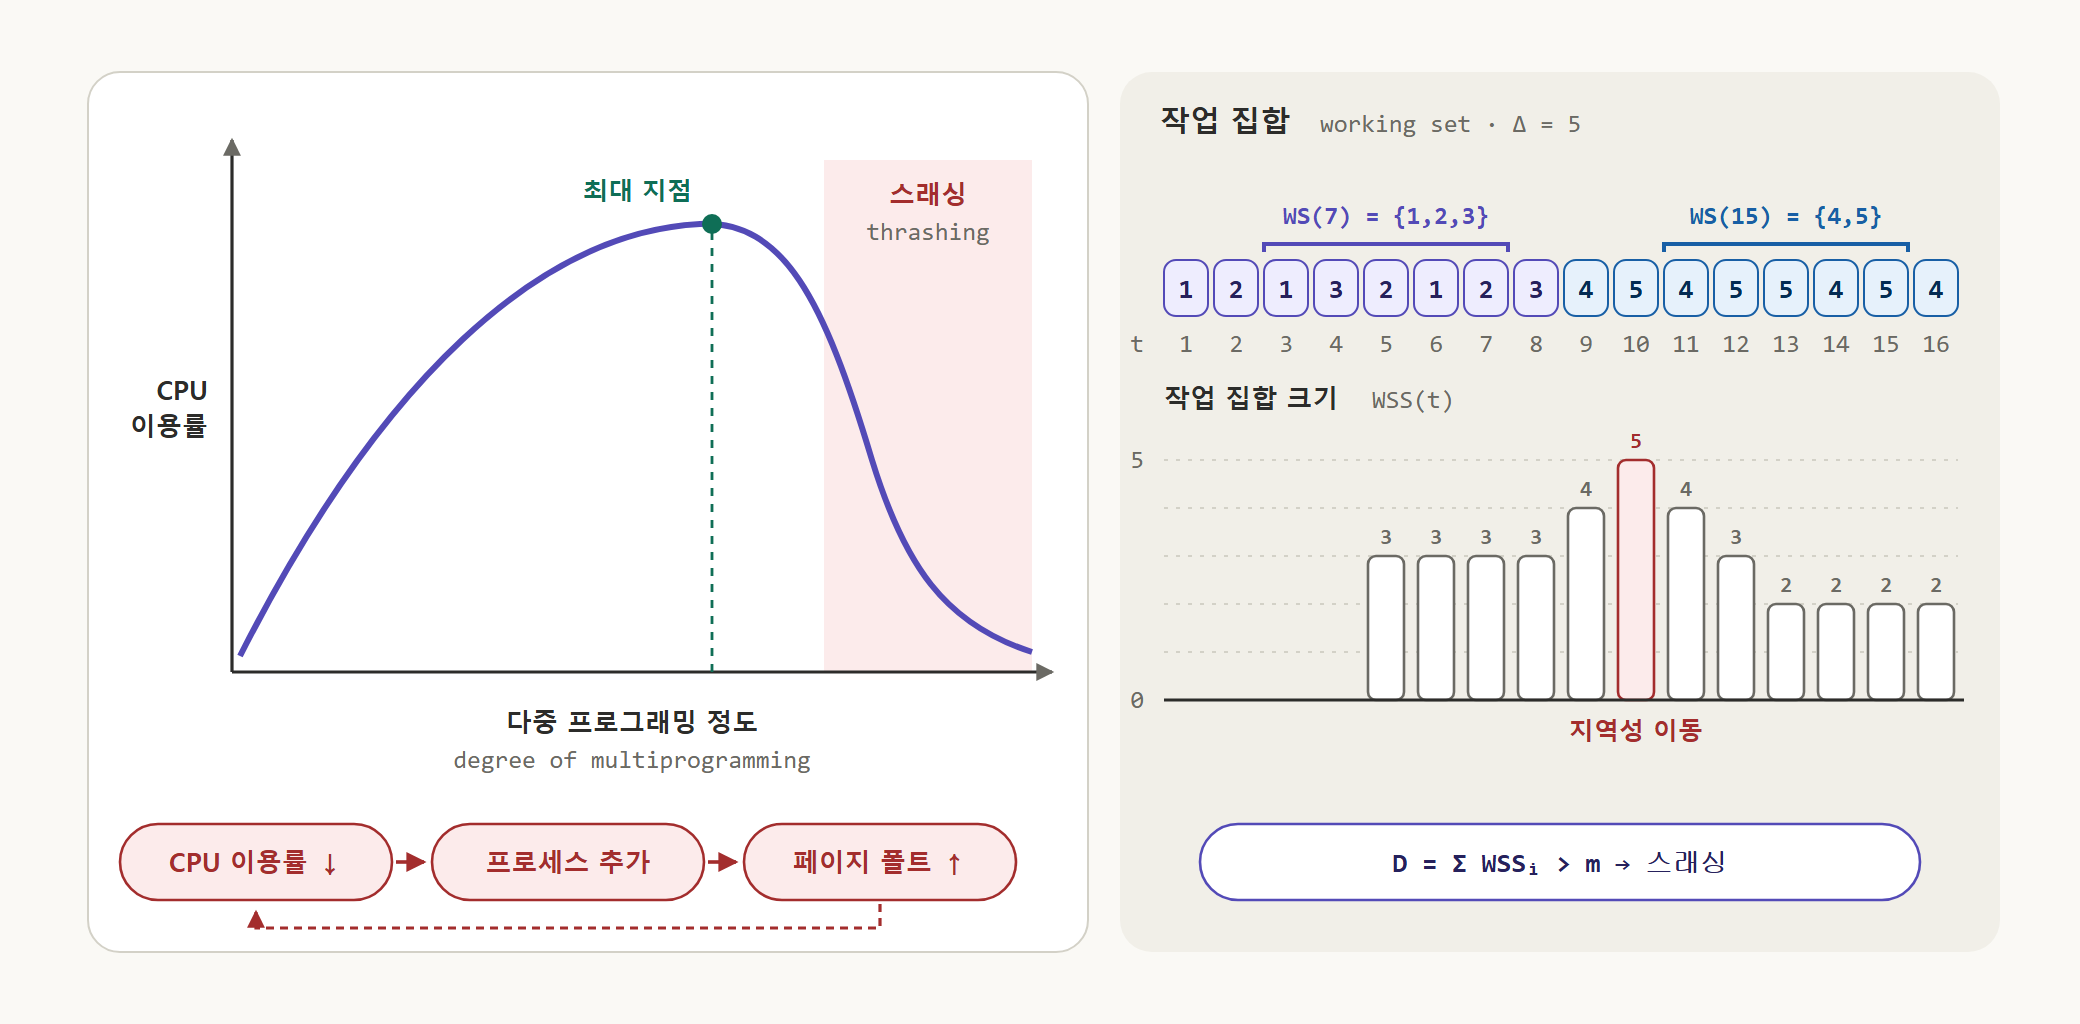 최대 지점
스래싱
thrashing
CPU
이용률
다중 프로그래밍 정도
degree of multiprogramming
CPU 이용률 ↓
프로세스 추가
페이지 폴트 ↑
작업 집합 working set · Δ = 5
WS(7) = {1,2,3} WS(15) = {4,5}
1 2 1 3 2 1 2 3 4 5 4 5 5 4 5 4
t 1 2 3 4 5 6 7 8 9 10 11 12 13 14 15 16
작업 집합 크기 WSS(t)
5
5
4 4
3 3 3 3 3
2 2 2 2
0
지역성 이동
D = Σ WSSᵢ > m → 스래싱